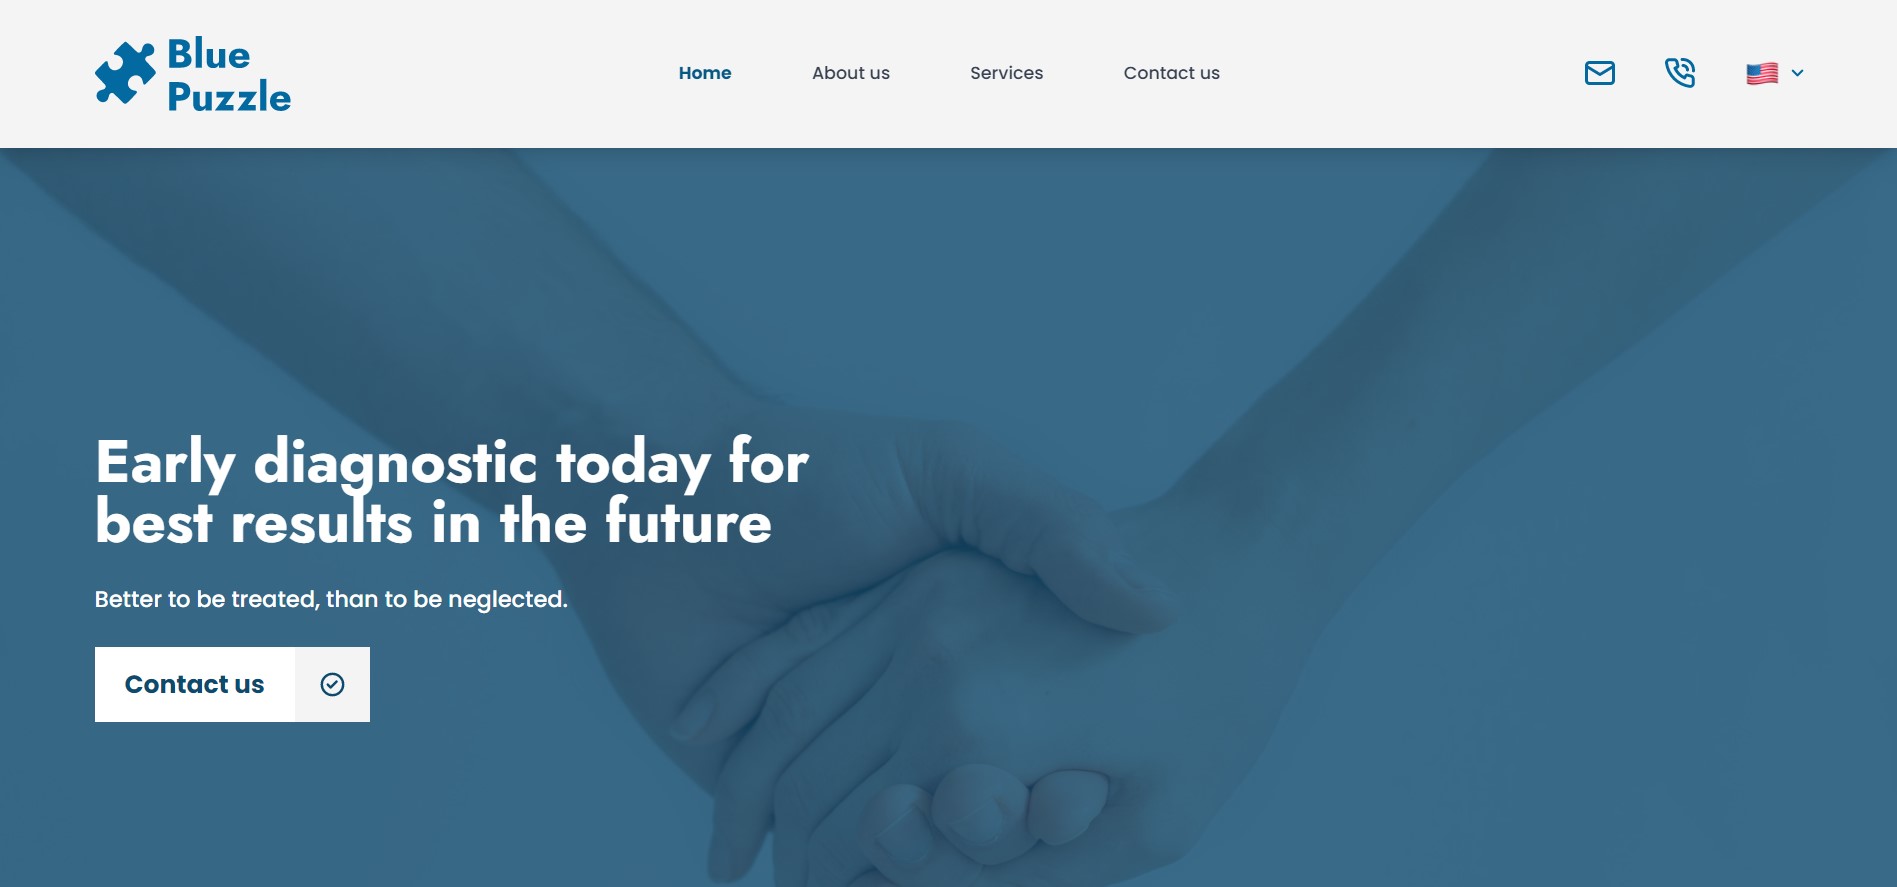 Blue
Puzzle
Home
About us
Services
Contact us
Early diagnostic today for
best results in the future
Better to be treated, than to be neglected.
Contact us